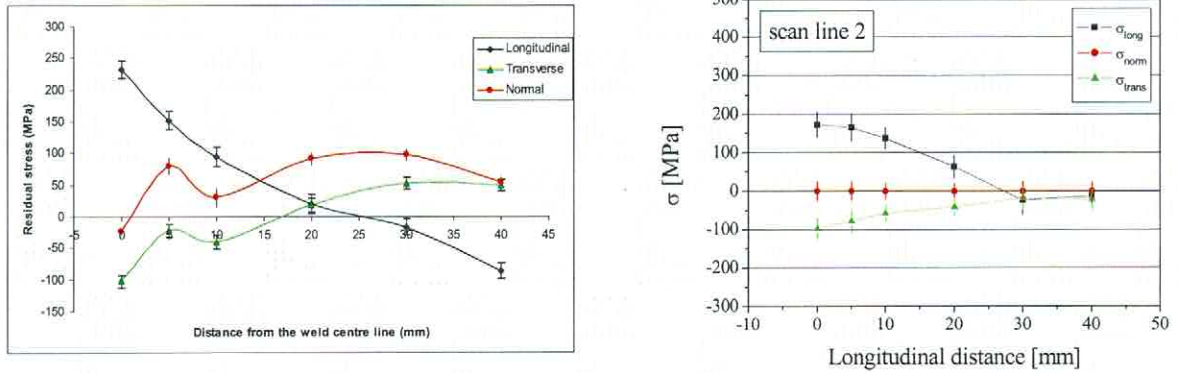 300
250
200
150
100
50
0
-50
-100
-150
-5 0 5 10 15 20 25 30 35 40 45
Residual stress (MPa)
Distance from the weld centre line (mm)
Longitudinal
Transverse
Normal
500
400
300
200
100
0
-100
-200
-300
-10 0 10 20 30 40 50
σ [MPa]
Longitudinal distance [mm]
scan line 2
σlong
σnorm
σtrans